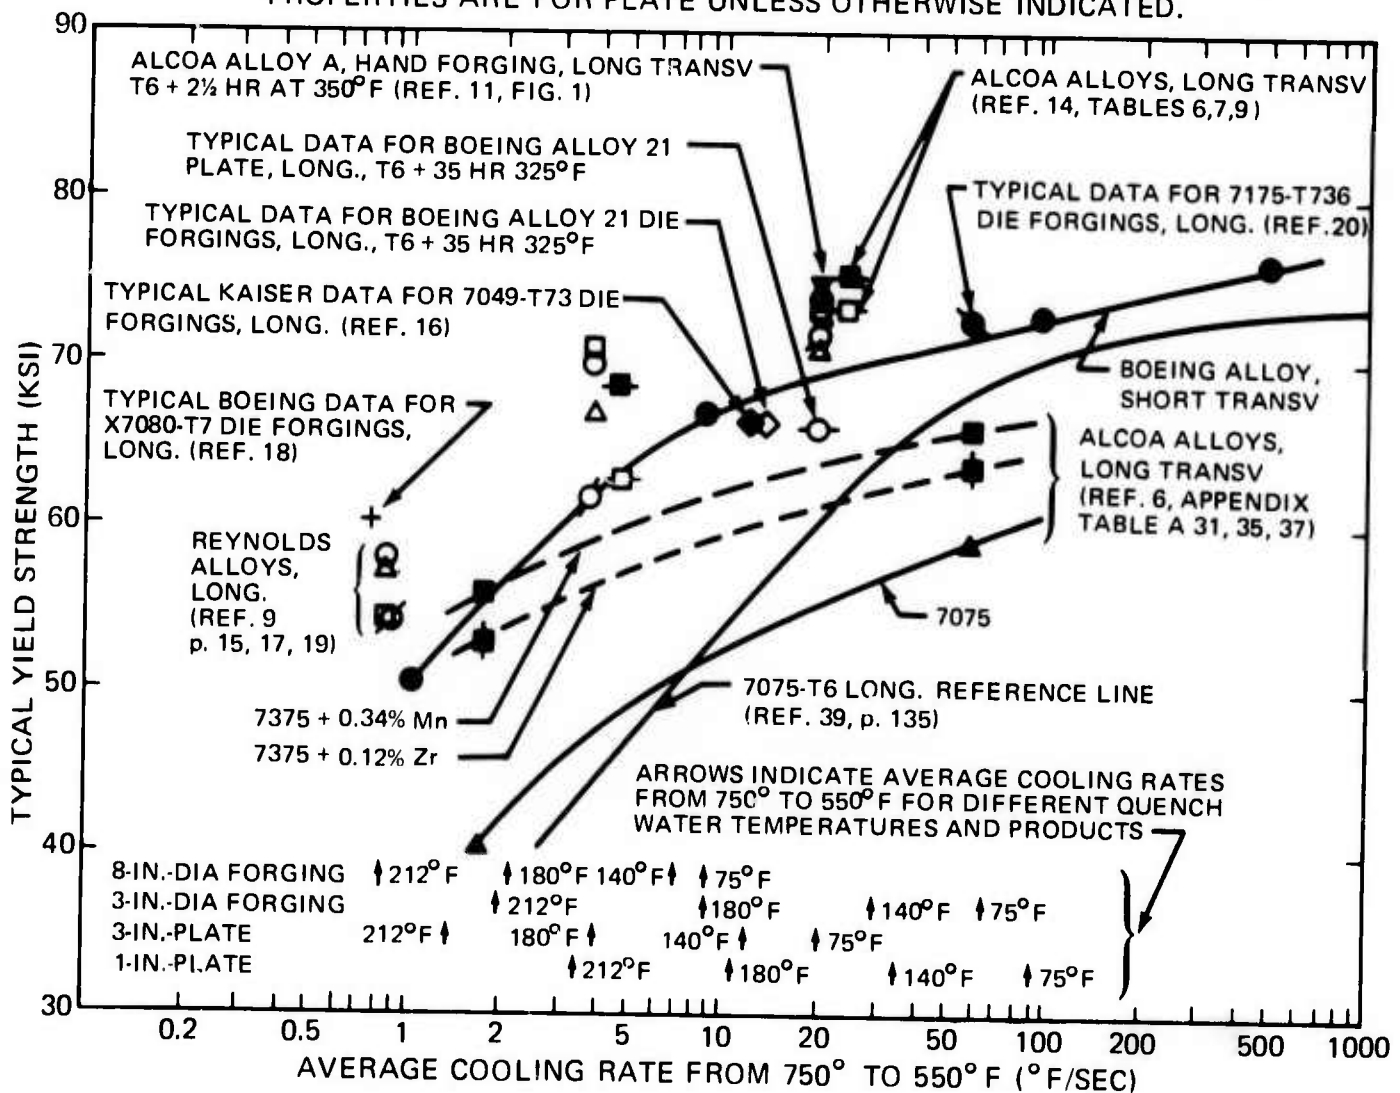 PROPERTIES ARE FOR PLATE UNLESS OTHERWISE INDICATED.
90
80
70
60
50
40
30
TYPICAL YIELD STRENGTH (KSI)
ALCOA ALLOY A, HAND FORGING, LONG TRANSV
T6 + 2½ HR AT 350°F (REF. 11, FIG. 1)
ALCOA ALLOYS, LONG TRANSV
(REF. 14, TABLES 6,7,9)
TYPICAL DATA FOR BOEING ALLOY 21
PLATE, LONG., T6 + 35 HR 325°F
TYPICAL DATA FOR 7175-T736
DIE FORGINGS, LONG. (REF.20)
TYPICAL DATA FOR BOEING ALLOY 21 DIE
FORGINGS, LONG., T6 + 35 HR 325°F
TYPICAL KAISER DATA FOR 7049-T73 DIE
FORGINGS, LONG. (REF. 16)
BOEING ALLOY,
SHORT TRANSV
TYPICAL BOEING DATA FOR
X7080-T7 DIE FORGINGS,
LONG. (REF. 18)
ALCOA ALLOYS,
LONG TRANSV
(REF. 6, APPENDIX
TABLE A 31, 35, 37)
REYNOLDS
ALLOYS,
LONG.
(REF. 9
p. 15, 17, 19)
7075
7075-T6 LONG. REFERENCE LINE
(REF. 39, p. 135)
7375 + 0.34% Mn
7375 + 0.12% Zr
ARROWS INDICATE AVERAGE COOLING RATES
FROM 750° TO 550°F FOR DIFFERENT QUENCH
WATER TEMPERATURES AND PRODUCTS
8-IN.-DIA FORGING 212°F 180°F 140°F 75°F
3-IN.-DIA FORGING 212°F 180°F 140°F 75°F
3-IN.-PLATE 212°F 180°F 140°F 75°F
1-IN.-PLATE 212°F 180°F 140°F 75°F
0.2 0.5 1 2 5 10 20 50 100 200 500 1000
AVERAGE COOLING RATE FROM 750° TO 550°F (°F/SEC)